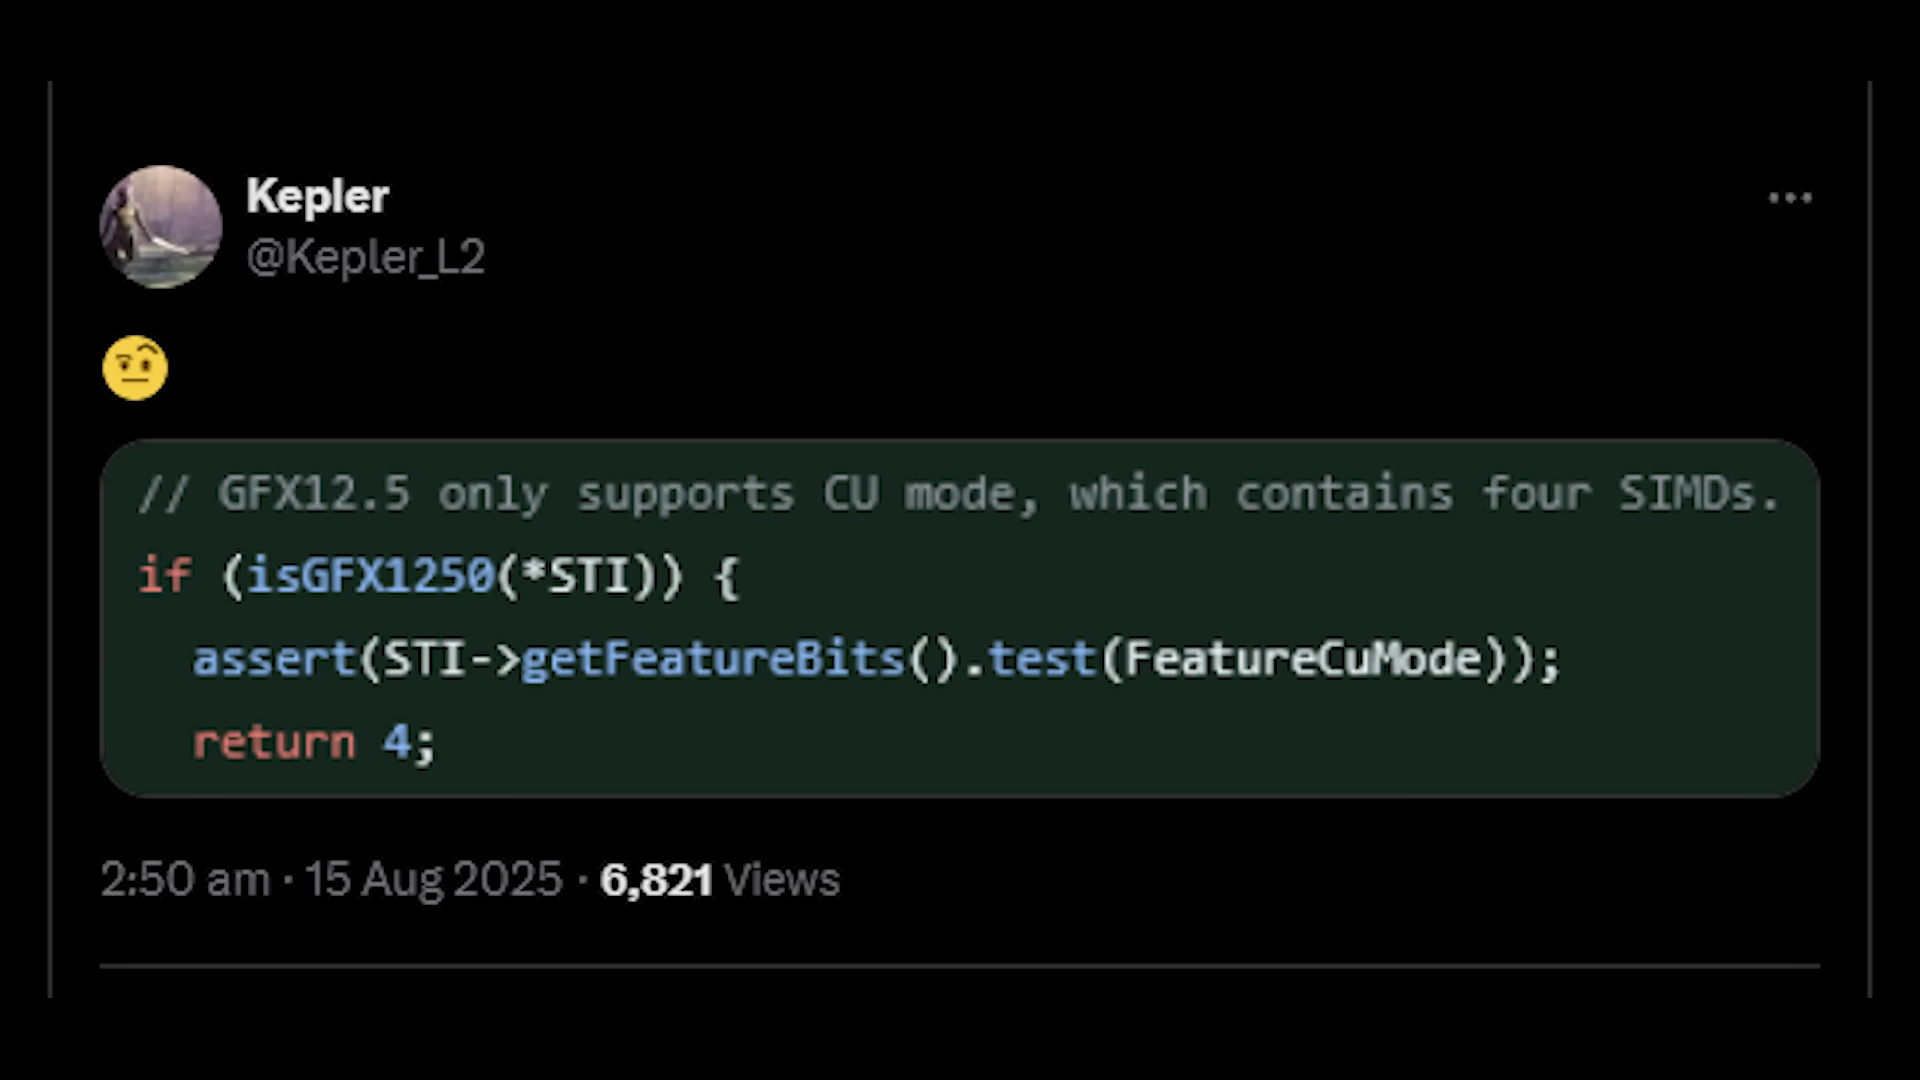 Kepler
@Kepler_L2
🤨
// GFX12.5 only supports CU mode, which contains four SIMDs.
if (isGFX1250(*STI)) {
  assert(STI->getFeatureBits().test(FeatureCuMode));
  return 4;
2:50 am · 15 Aug 2025 · 6,821 Views